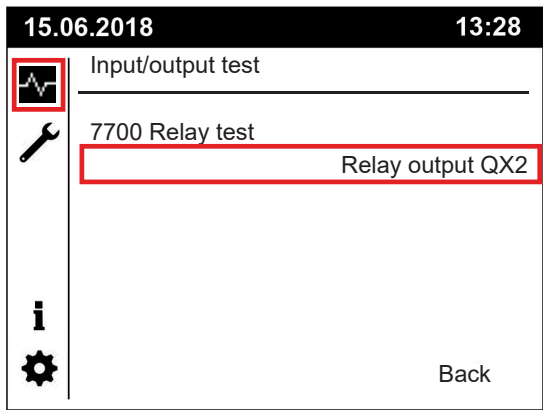 15.06.2018 13:28
Input/output test
7700 Relay test
Relay output QX2
i
Back